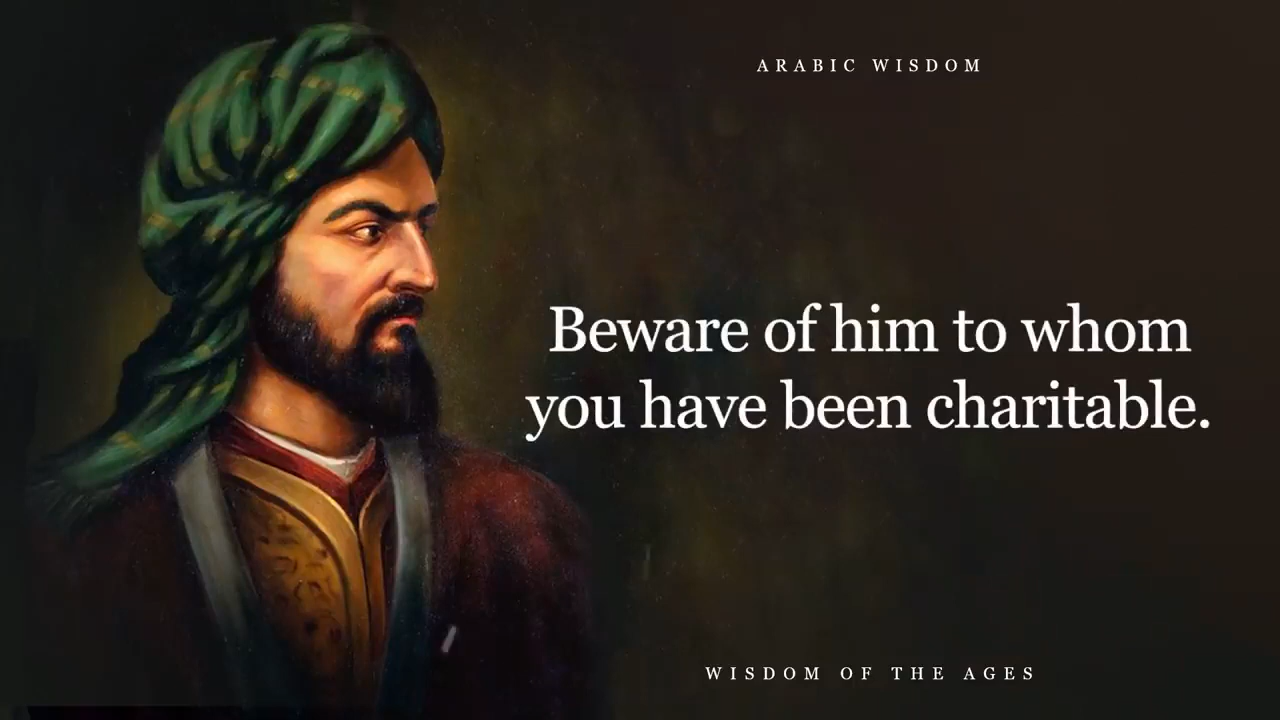 ARABIC WISDOM
Beware of him to whom
you have been charitable.
WISDOM OF THE AGES